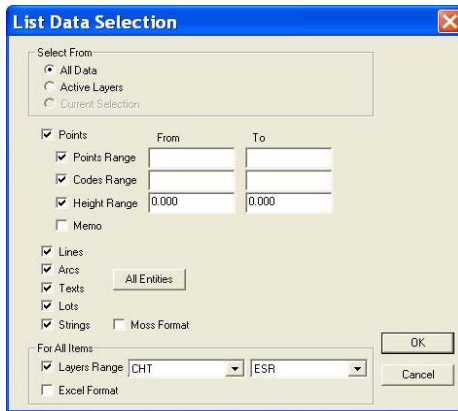 List Data Selection
Select From
All Data
Active Layers
Current Selection
Points From To
Points Range
Codes Range
Height Range 0.000 0.000
Memo
Lines
Arcs
All Entities
Texts
Lots
Strings Moss Format
For All Items
Layers Range CHT ESR
Excel Format
OK
Cancel